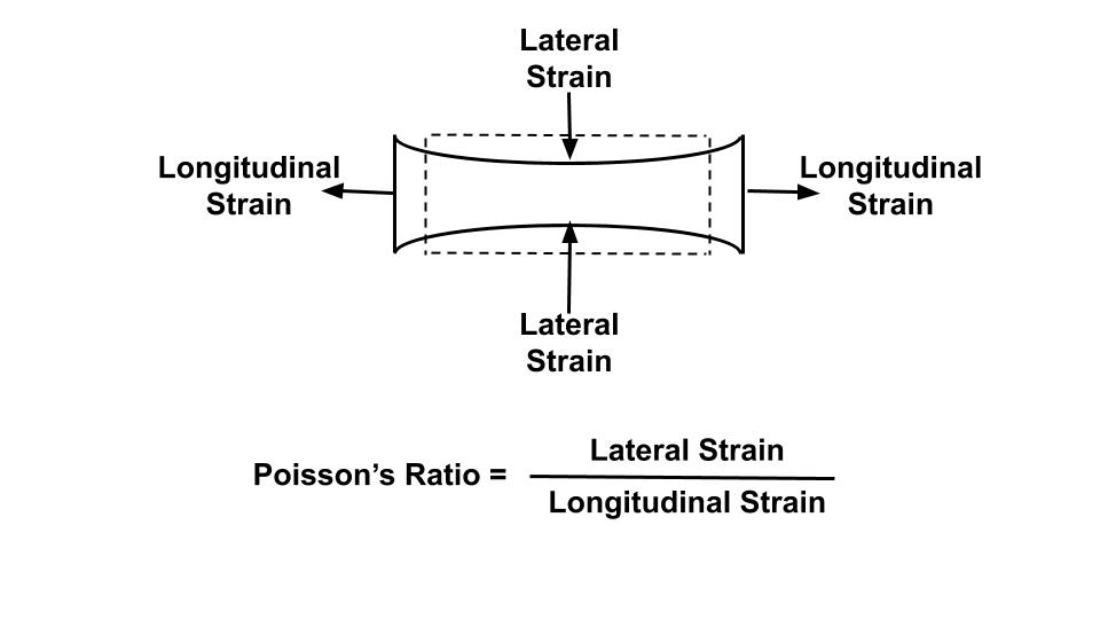 Lateral
Strain
Longitudinal
Strain
Longitudinal
Strain
Lateral
Strain
Poisson’s Ratio =
Lateral Strain
Longitudinal Strain